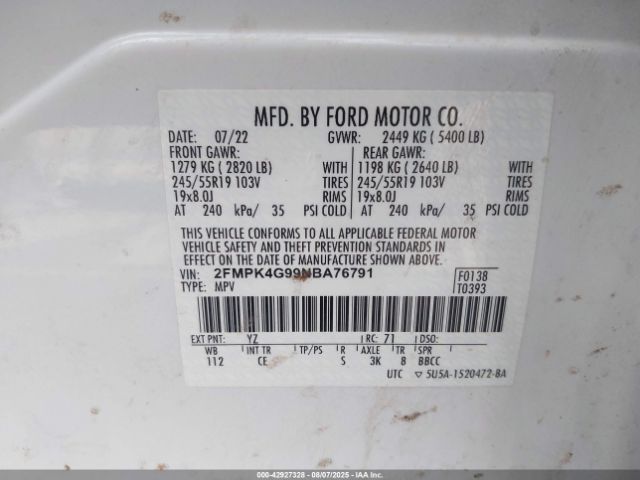 MFD. BY FORD MOTOR CO.
DATE: 07/22 GVWR: 2449 KG ( 5400 LB)
FRONT GAWR: REAR GAWR:
1279 KG ( 2820 LB) WITH 1198 KG ( 2640 LB) WITH
245/55R19 103V TIRES 245/55R19 103V TIRES
19x8.0J RIMS 19x8.0J RIMS
AT 240 kPa/ 35 PSI COLD AT 240 kPa/ 35 PSI COLD
THIS VEHICLE CONFORMS TO ALL APPLICABLE FEDERAL MOTOR
VEHICLE SAFETY AND THEFT PREVENTION STANDARDS IN
EFFECT ON THE DATE OF MANUFACTURE SHOWN ABOVE.
VIN: 2FMPK4G99NBA76791 F0138
TYPE: MPV T0393
EXT PNT: YZ RC: 71 DSO:
WB INT TR TP/PS R AXLE TR SPR
112 CE S 3K 8 BBCC
UTC ▽ 5U5A-1520472-BA
000-42927328 - 08/07/2025 - IAAI.com